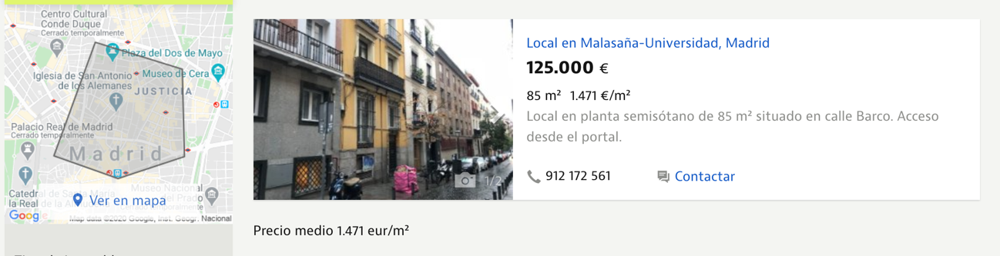 Centro Cultural
Conde Duque
Cerrado temporalmente
Plaza del Dos de Mayo
Iglesia de San Antonio
de los Alemanes
Museo de Cera
JUSTICIA
Palacio Real de Madrid
Cerrado temporalmente
Madrid
Catedral de Santa María
la Real de la Almudena
Museo Nacional
del Prado
Cerrado temporalmente
Ver en mapa
Google
Map data ©2020 Google, Inst. Geogr. Nacional
1/2
Local en Malasaña-Universidad, Madrid
125.000 €
85 m² 1.471 €/m²
Local en planta semisótano de 85 m² situado en calle Barco. Acceso
desde el portal.
912 172 561 Contactar
Precio medio 1.471 eur/m²